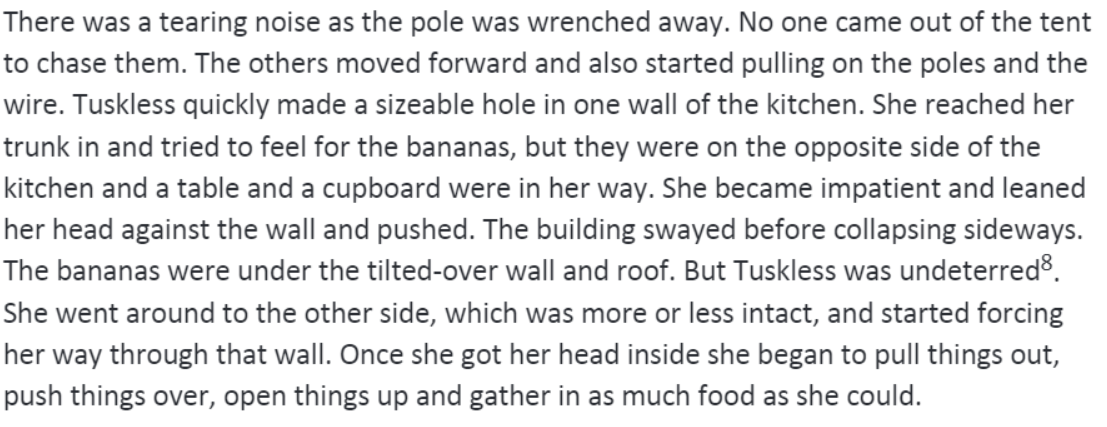 There was a tearing noise as the pole was wrenched away. No one came out of the tent
to chase them. The others moved forward and also started pulling on the poles and the
wire. Tuskless quickly made a sizeable hole in one wall of the kitchen. She reached her
trunk in and tried to feel for the bananas, but they were on the opposite side of the
kitchen and a table and a cupboard were in her way. She became impatient and leaned
her head against the wall and pushed. The building swayed before collapsing sideways.
The bananas were under the tilted-over wall and roof. But Tuskless was undeterred⁸.
She went around to the other side, which was more or less intact, and started forcing
her way through that wall. Once she got her head inside she began to pull things out,
push things over, open things up and gather in as much food as she could.